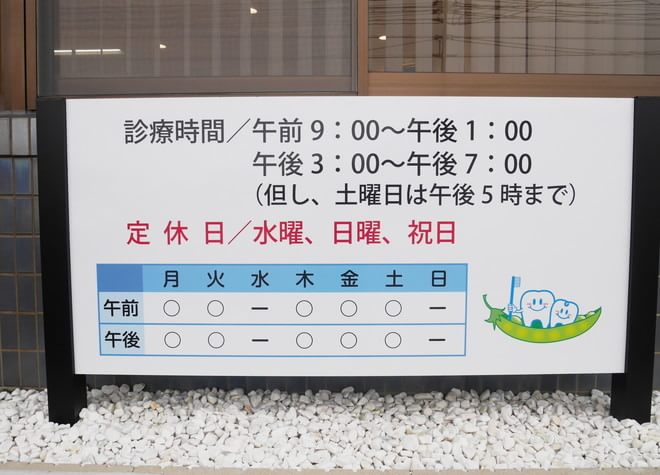 診療時間／午前9：00～午後1：00
午後3：00～午後7：00
（但し、土曜日は午後5時まで）
定休日／水曜、日曜、祝日
月 火 水 木 金 土 日
午前 ○ ○ ー ○ ○ ○ ー
午後 ○ ○ ー ○ ○ ○ ー